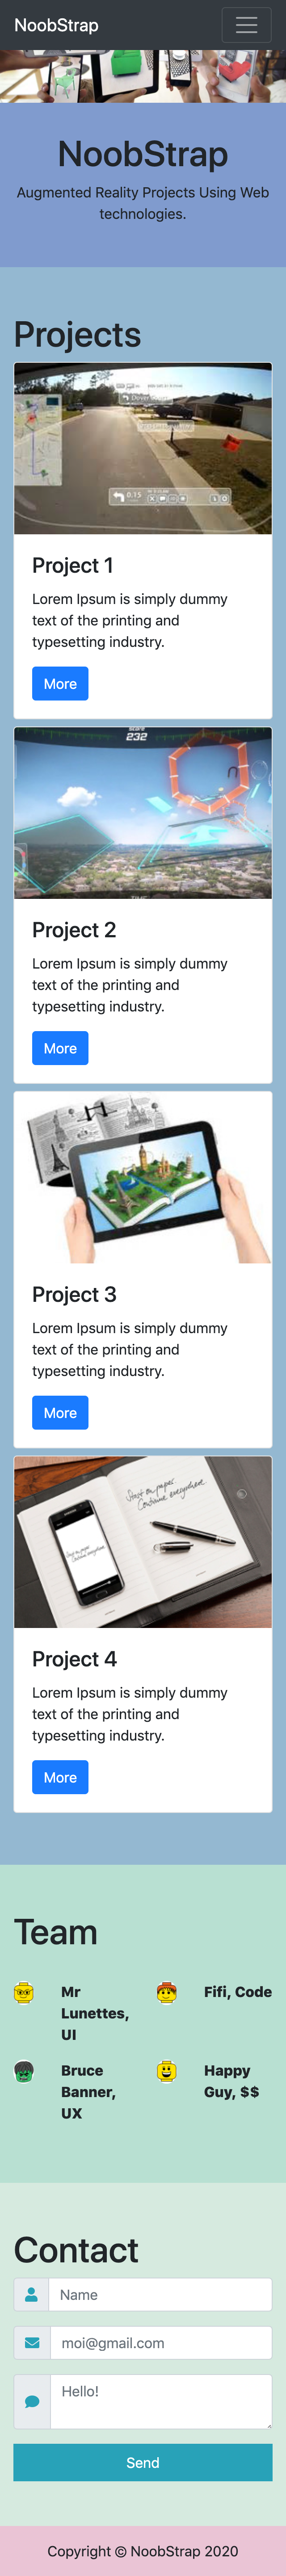 NoobStrap
NoobStrap
Augmented Reality Projects Using Web
technologies.
Projects
0:15
Project 1
Lorem Ipsum is simply dummy
text of the printing and
typesetting industry.
More
SCORE
232
TIME
Project 2
Lorem Ipsum is simply dummy
text of the printing and
typesetting industry.
More
Project 3
Lorem Ipsum is simply dummy
text of the printing and
typesetting industry.
More
Start on paper.
Continue everywhere.
Project 4
Lorem Ipsum is simply dummy
text of the printing and
typesetting industry.
More
Team
Mr
Lunettes,
UI
Fifi, Code
Bruce
Banner,
UX
Happy
Guy, $$
Contact
Name
moi@gmail.com
Hello!
Send
Copyright © NoobStrap 2020